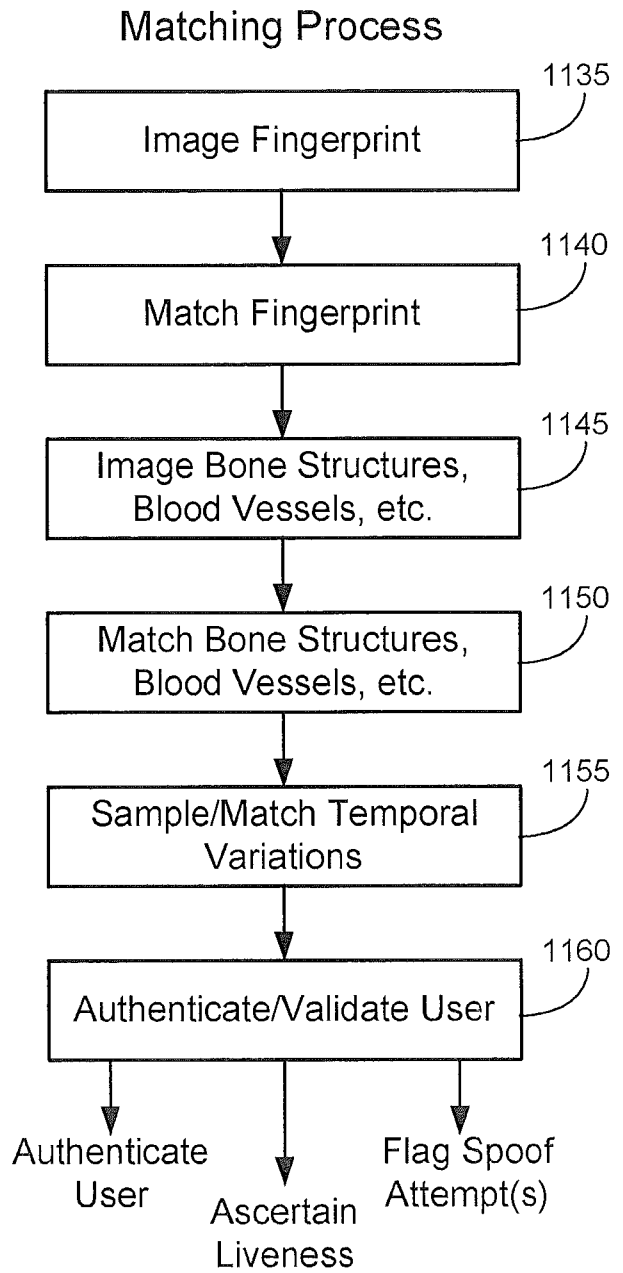 Matching Process
1135
Image Fingerprint
1140
Match Fingerprint
1145
Image Bone Structures,
Blood Vessels, etc.
1150
Match Bone Structures,
Blood Vessels, etc.
1155
Sample/Match Temporal
Variations
1160
Authenticate/Validate User
Authenticate
User
Ascertain
Liveness
Flag Spoof
Attempt(s)